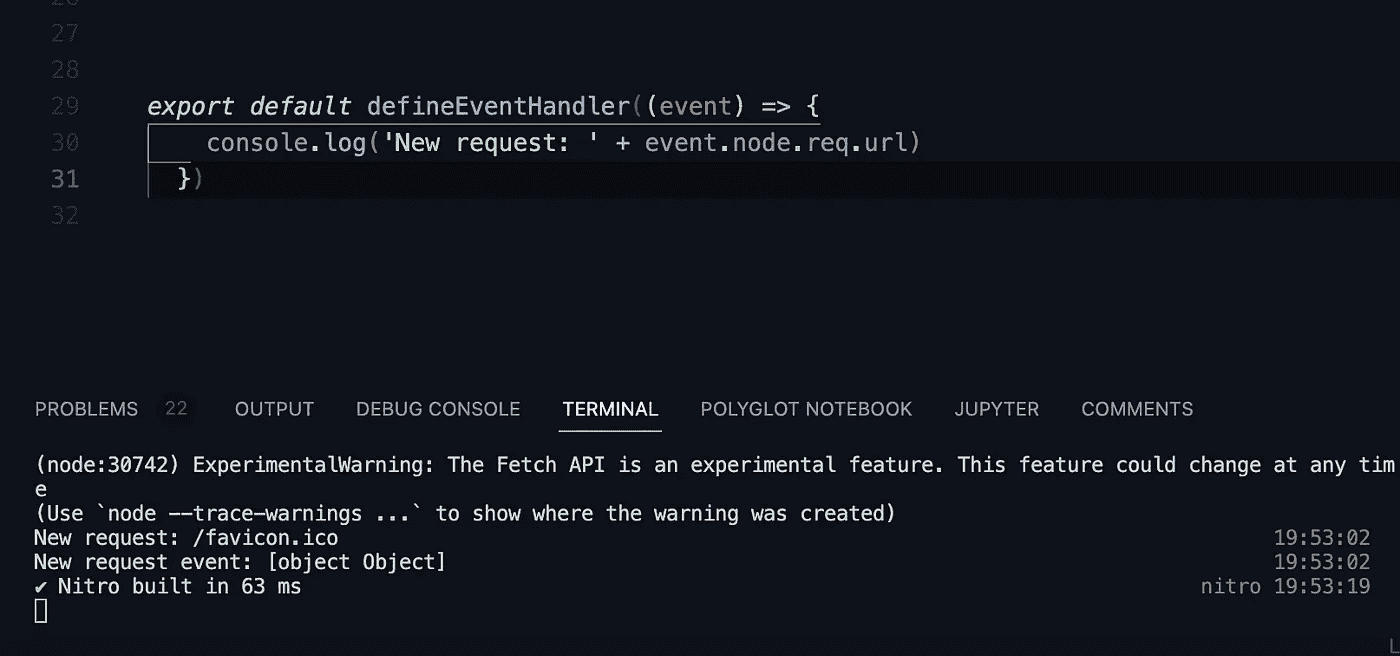 26
27
28
29 export default defineEventHandler((event) => {
30 console.log('New request: ' + event.node.req.url)
31 })
32
PROBLEMS 22 OUTPUT DEBUG CONSOLE TERMINAL POLYGLOT NOTEBOOK JUPYTER COMMENTS
(node:30742) ExperimentalWarning: The Fetch API is an experimental feature. This feature could change at any tim
e
(Use `node --trace-warnings ...` to show where the warning was created)
New request: /favicon.ico 19:53:02
New request event: [object Object] 19:53:02
✔ Nitro built in 63 ms nitro 19:53:19